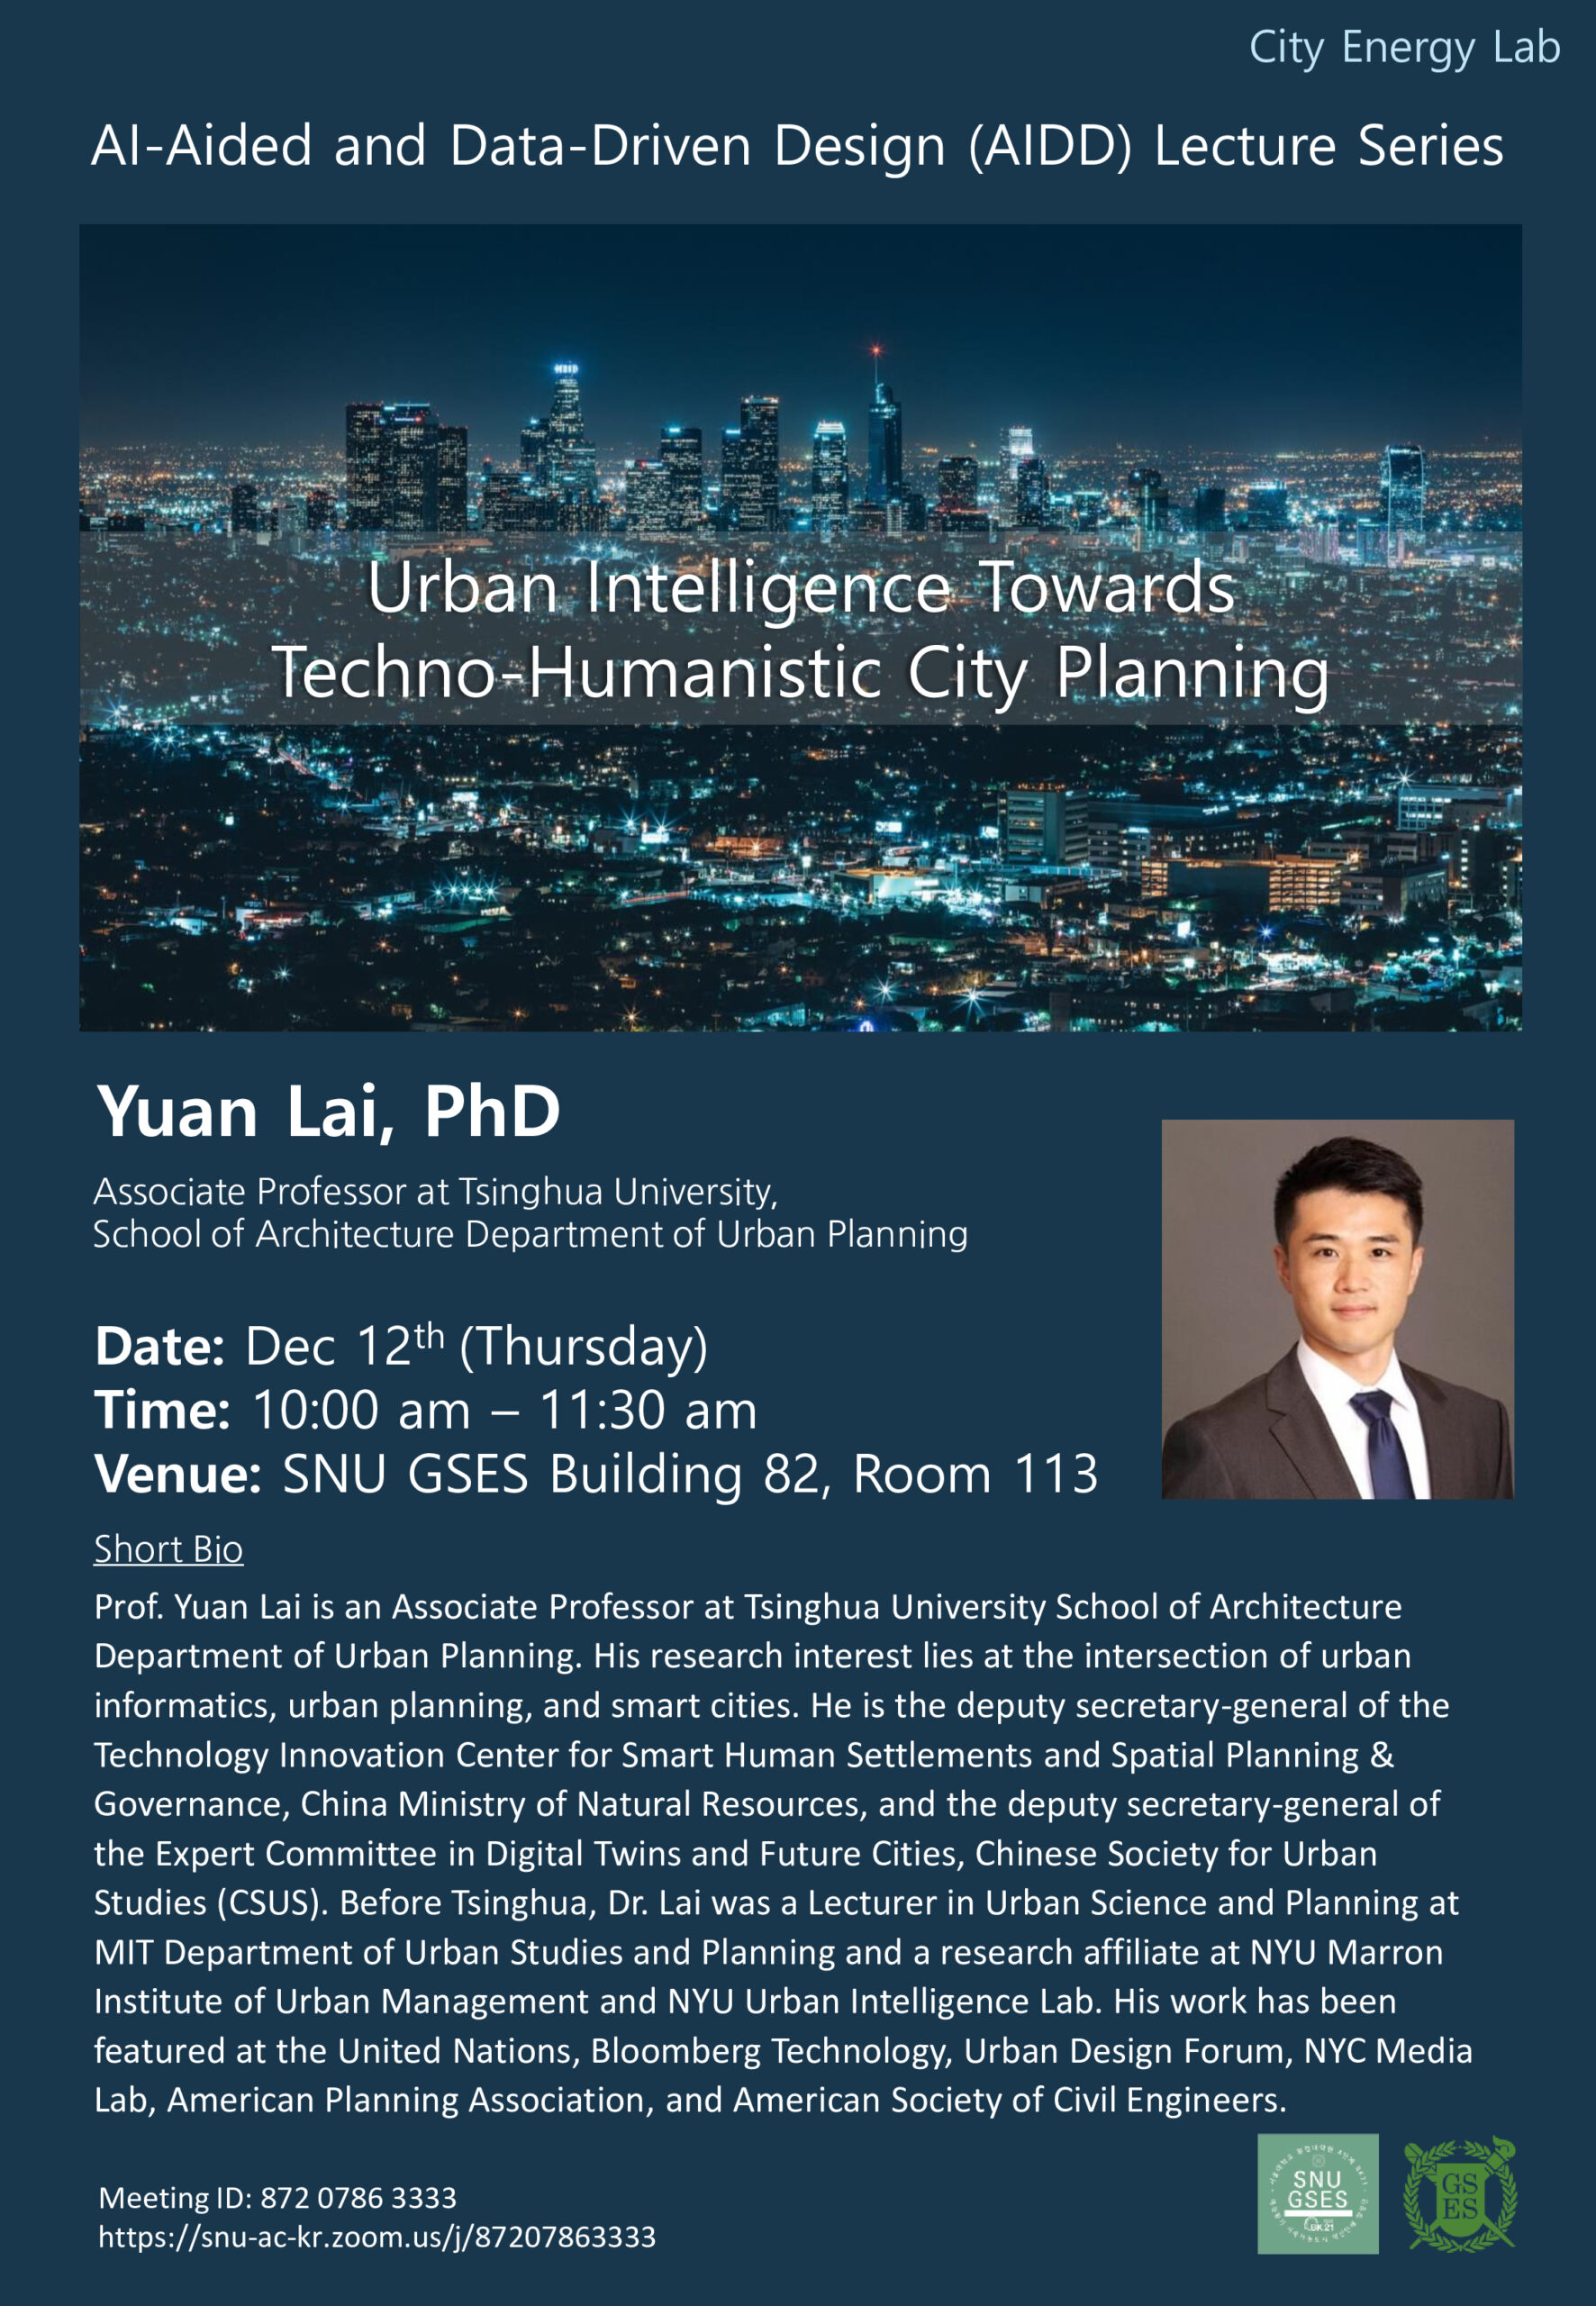 City Energy Lab
AI-Aided and Data-Driven Design (AIDD) Lecture Series
Urban Intelligence Towards
Techno-Humanistic City Planning
Yuan Lai, PhD
Associate Professor at Tsinghua University,
School of Architecture Department of Urban Planning
Date: Dec 12th (Thursday)
Time: 10:00 am – 11:30 am
Venue: SNU GSES Building 82, Room 113
Short Bio
Prof. Yuan Lai is an Associate Professor at Tsinghua University School of Architecture
Department of Urban Planning. His research interest lies at the intersection of urban
informatics, urban planning, and smart cities. He is the deputy secretary-general of the
Technology Innovation Center for Smart Human Settlements and Spatial Planning &
Governance, China Ministry of Natural Resources, and the deputy secretary-general of
the Expert Committee in Digital Twins and Future Cities, Chinese Society for Urban
Studies (CSUS). Before Tsinghua, Dr. Lai was a Lecturer in Urban Science and Planning at
MIT Department of Urban Studies and Planning and a research affiliate at NYU Marron
Institute of Urban Management and NYU Urban Intelligence Lab. His work has been
featured at the United Nations, Bloomberg Technology, Urban Design Forum, NYC Media
Lab, American Planning Association, and American Society of Civil Engineers.
Meeting ID: 872 0786 3333
https://snu-ac-kr.zoom.us/j/87207863333
SNU
GSES
BK21
GS
ES